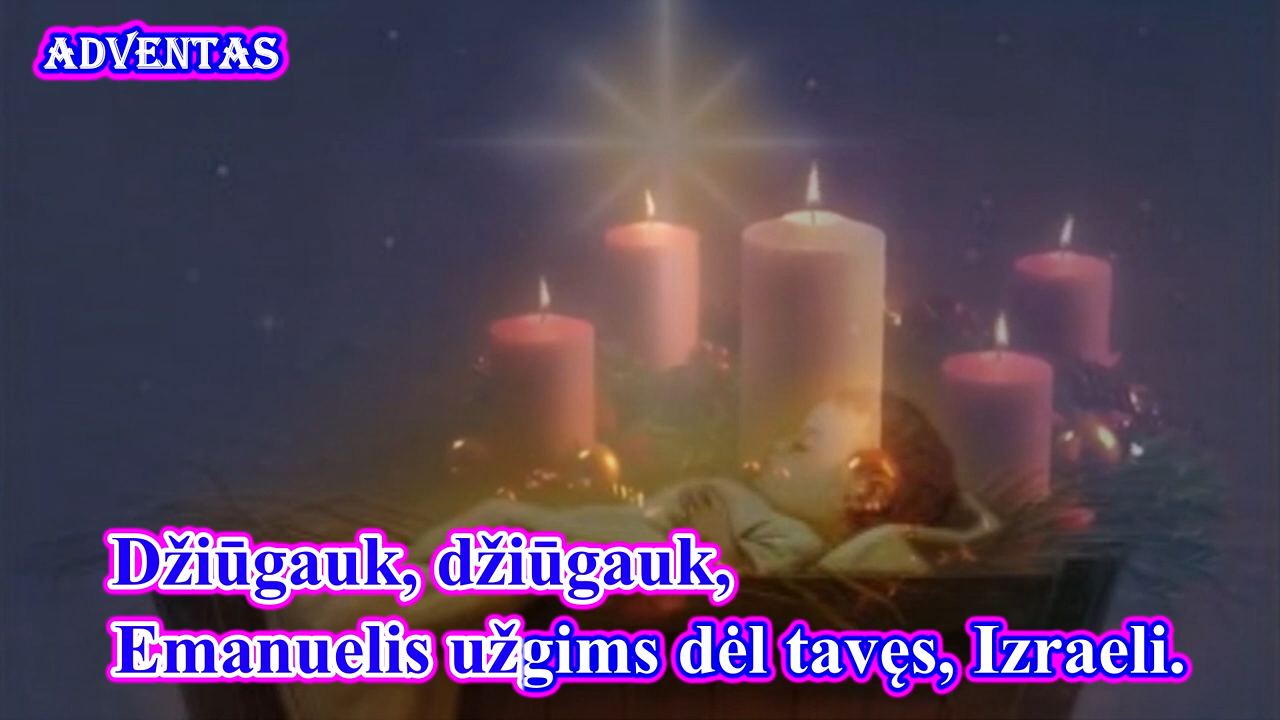 ADVENTAS
Džiūgauk, džiūgauk,
Emanuelis užgims dėl tavęs, Izraeli.